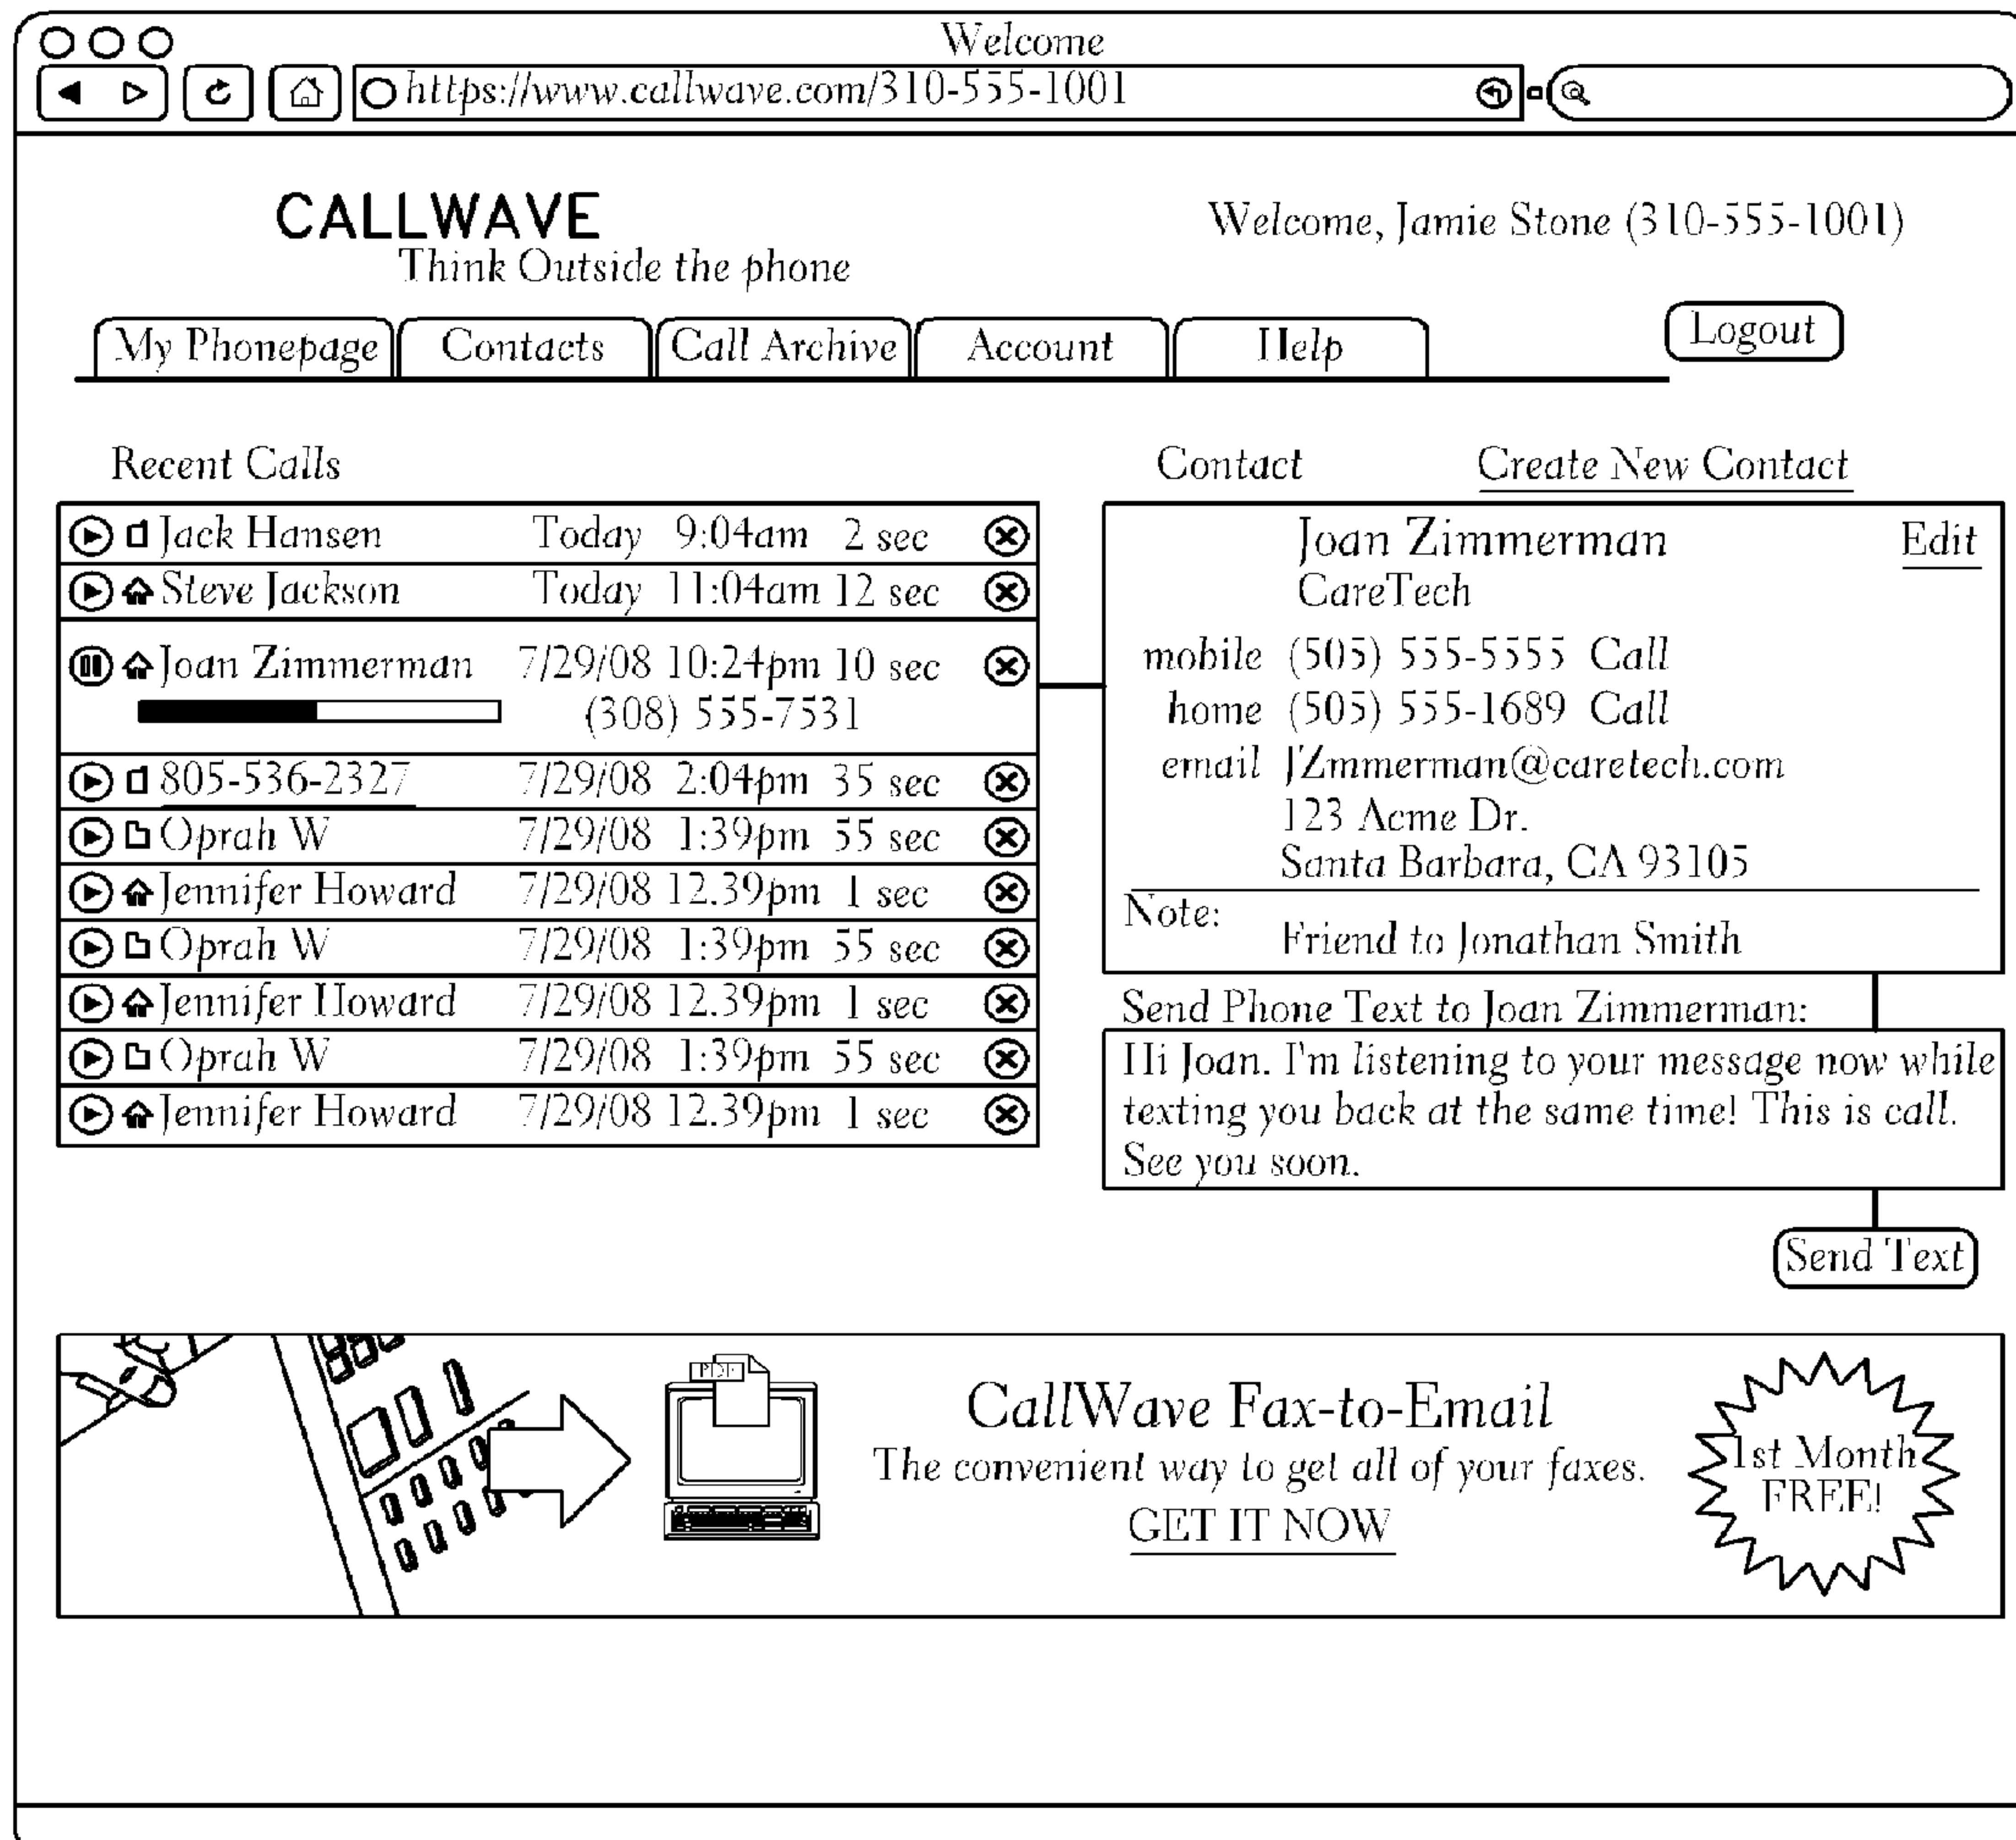 Welcome
https://www.callwave.com/310-555-1001
CALLWAVE
Think Outside the phone
Welcome, Jamie Stone (310-555-1001)
My Phonepage Contacts Call Archive Account Help Logout
Recent Calls
Jack Hansen Today 9:04am 2 sec
Steve Jackson Today 11:04am 12 sec
Joan Zimmerman 7/29/08 10:24pm 10 sec
(308) 555-7531
805-536-2327 7/29/08 2:04pm 35 sec
Oprah W 7/29/08 1:39pm 55 sec
Jennifer Howard 7/29/08 12.39pm 1 sec
Oprah W 7/29/08 1:39pm 55 sec
Jennifer Howard 7/29/08 12.39pm 1 sec
Oprah W 7/29/08 1:39pm 55 sec
Jennifer Howard 7/29/08 12.39pm 1 sec
Contact Create New Contact
Joan Zimmerman Edit
CareTech
mobile (505) 555-5555 Call
home (505) 555-1689 Call
email JZmmerman@caretech.com
123 Acme Dr.
Santa Barbara, CA 93105
Note:
Friend to Jonathan Smith
Send Phone Text to Joan Zimmerman:
Hi Joan. I'm listening to your message now while
texting you back at the same time! This is call.
See you soon.
Send Text
PDF
CallWave Fax-to-Email
The convenient way to get all of your faxes.
GET IT NOW
1st Month
FREE!